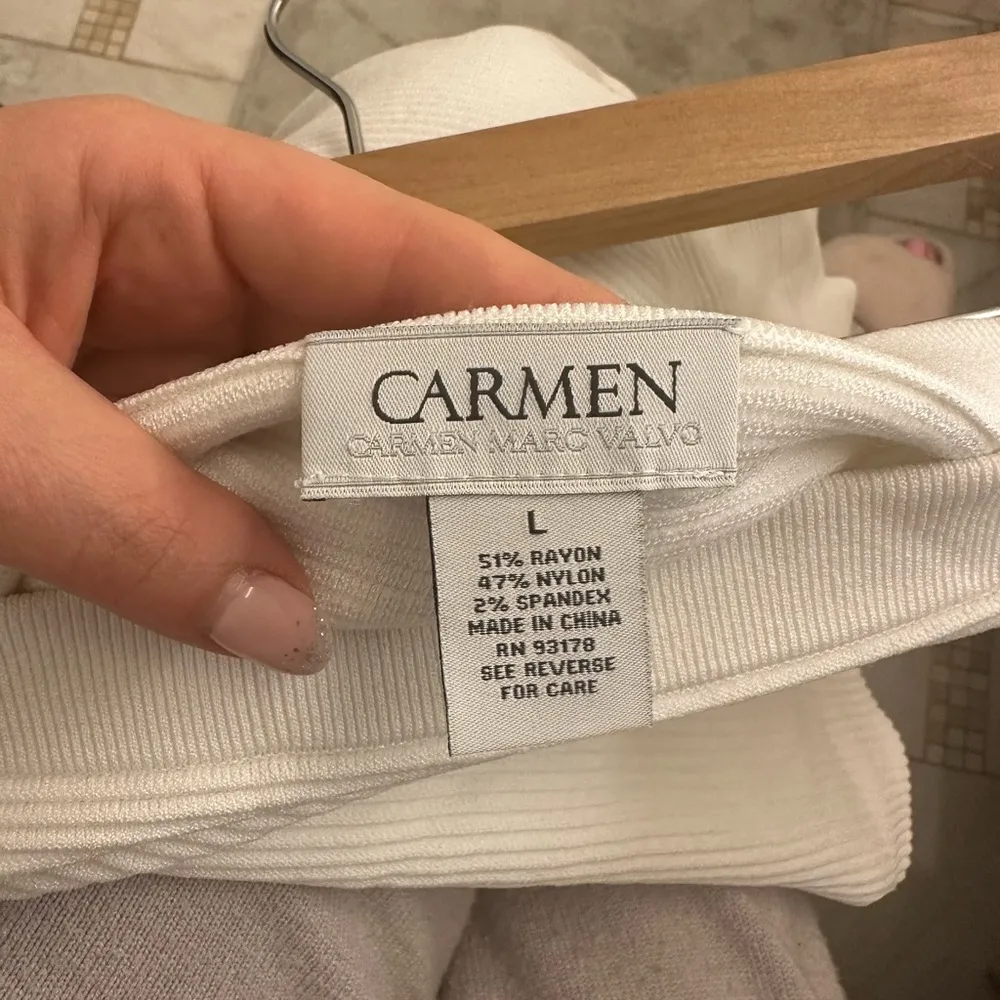 CARMEN
CARMEN MARC VALVO
L
51% RAYON
47% NYLON
2% SPANDEX
MADE IN CHINA
RN 93178
SEE REVERSE
FOR CARE